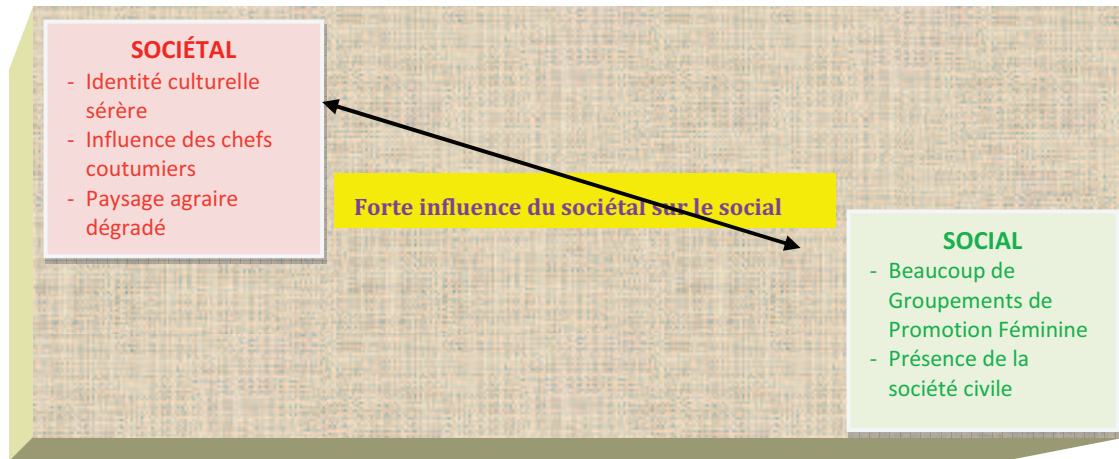 SOCIÉTAL
- Identité culturelle
sérère
- Influence des chefs
coutumiers
- Paysage agraire
dégradé
Forte influence du sociétal sur le social
SOCIAL
- Beaucoup de
Groupements de
Promotion Féminine
- Présence de la
société civile